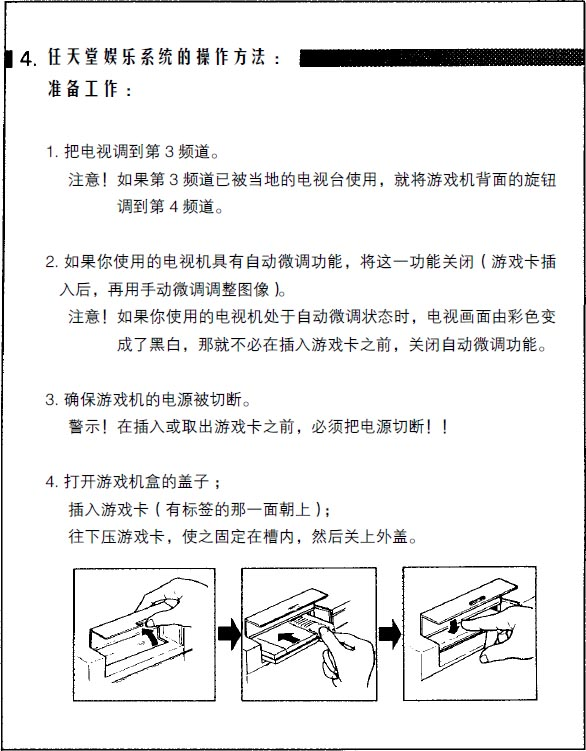 4. 任天堂娱乐系统的操作方法：
准备工作：
1. 把电视调到第 3 频道。
注意！如果第 3 频道已被当地的电视台使用，就将游戏机背面的旋钮
调到第 4 频道。
2. 如果你使用的电视机具有自动微调功能，将这一功能关闭（游戏卡插
入后，再用手动微调调整图像）。
注意！如果你使用的电视机处于自动微调状态时，电视画面由彩色变
成了黑白，那就不必在插入游戏卡之前，关闭自动微调功能。
3. 确保游戏机的电源被切断。
警示！在插入或取出游戏卡之前，必须把电源切断！！
4. 打开游戏机盒的盖子；
插入游戏卡（有标签的那一面朝上）；
往下压游戏卡，使之固定在槽内，然后关上外盖。